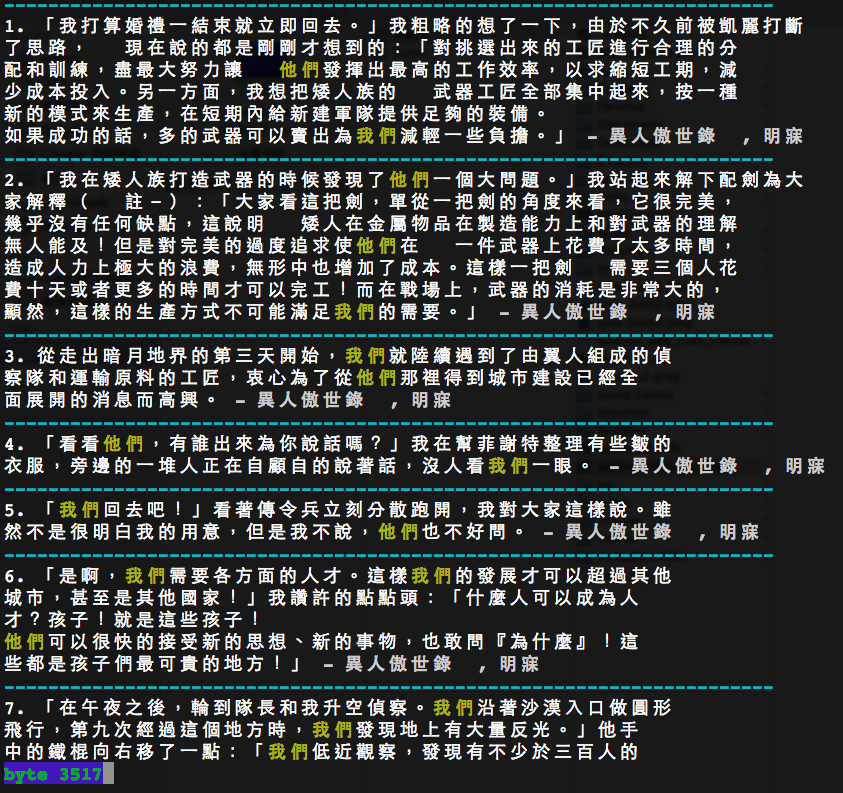 ------------------------------------------------------------------------
1. 「我打算婚禮一結束就立即回去。」我粗略的想了一下，由於不久前被凱麗打斷
了思路， 現在說的都是剛剛才想到的：「對挑選出來的工匠進行合理的分
配和訓練，盡最大努力讓 他們發揮出最高的工作效率，以求縮短工期，減
少成本投入。另一方面，我想把矮人族的 武器工匠全部集中起來，按一種
新的模式來生產，在短期內給新建軍隊提供足夠的裝備。
如果成功的話，多的武器可以賣出為我們減輕一些負擔。」 - 異人傲世錄 ,明寐
------------------------------------------------------------------------
2. 「我在矮人族打造武器的時候發現了他們一個大問題。」我站起來解下配劍為大
家解釋（ 註-）：「大家看這把劍，單從一把劍的角度來看，它很完美，
幾乎沒有任何缺點，這說明 矮人在金屬物品在製造能力上和對武器的理解
無人能及！但是對完美的過度追求使他們在 一件武器上花費了太多時間，
造成人力上極大的浪費，無形中也增加了成本。這樣一把劍 需要三個人花
費十天或者更多的時間才可以完工！而在戰場上，武器的消耗是非常大的，
顯然，這樣的生產方式不可能滿足我們的需要。」 - 異人傲世錄 ,明寐
------------------------------------------------------------------------
3. 從走出暗月地界的第三天開始，我們就陸續遇到了由翼人組成的偵
察隊和運輸原料的工匠，衷心為了從他們那裡得到城市建設已經全
面展開的消息而高興。 - 異人傲世錄 ,明寐
------------------------------------------------------------------------
4. 「看看他們，有誰出來為你說話嗎？」我在幫菲謝特整理有些皺的
衣服，旁邊的一堆人正在自顧自的說著話，沒人看我們一眼。 - 異人傲世錄 ,明寐
------------------------------------------------------------------------
5. 「我們回去吧！」看著傳令兵立刻分散跑開，我對大家這樣說。雖
然不是很明白我的用意，但是我不說，他們也不好問。 - 異人傲世錄 ,明寐
------------------------------------------------------------------------
6. 「是啊，我們需要各方面的人才。這樣我們的發展才可以超過其他
城市，甚至是其他國家！」我讚許的點點頭：「什麼人可以成為人
才？孩子！就是這些孩子！
他們可以很快的接受新的思想、新的事物，也敢問『為什麼』！這
些都是孩子們最可貴的地方！」 - 異人傲世錄 ,明寐
------------------------------------------------------------------------
7. 「在午夜之後，輪到隊長和我升空偵察。我們沿著沙漠入口做圓形
飛行，第九次經過這個地方時，我們發現地上有大量反光。」他手
中的鐵棍向右移了一點：「我們低近觀察，發現有不少於三百人的
byte 3517